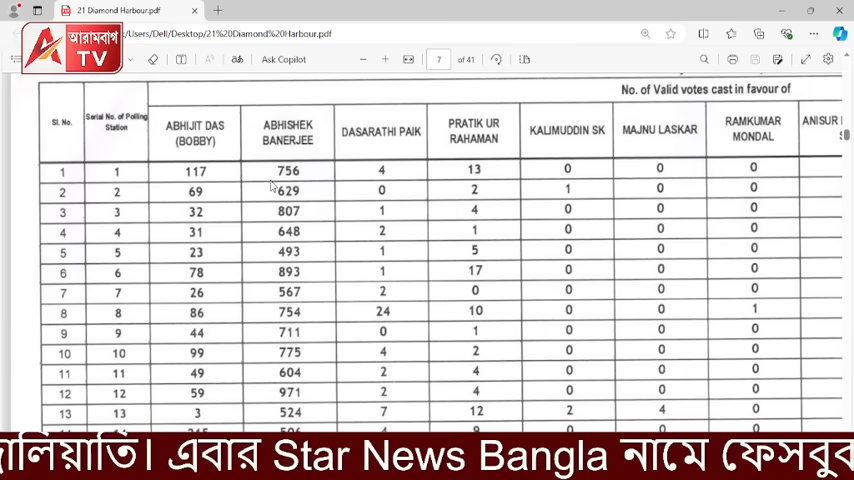 21 Diamond Harbour.pdf
আরামবাগ
TV
/Users/Dell/Desktop/21%20Diamond%20Harbour.pdf
Ask Copilot
7 of 41
No. of Valid votes cast in favour of
Sl. No. Serial No. of Polling Station ABHIJIT DAS (BOBBY) ABHISHEK BANERJEE DASARATHI PAIK PRATIK UR RAHAMAN KALIMUDDIN SK MAJNU LASKAR RAMKUMAR MONDAL ANISUR
1 1 117 756 4 13 0 0 0
2 2 69 629 0 2 1 0 0
3 3 32 807 1 4 0 0 0
4 4 31 648 2 1 0 0 0
5 5 23 493 1 5 0 0 0
6 6 78 893 1 17 0 0 0
7 7 26 567 2 0 0 0 0
8 8 86 754 24 10 0 0 1
9 9 44 711 0 1 0 0 0
10 10 99 775 4 2 0 0 0
11 11 49 604 2 4 0 0 0
12 12 59 971 2 4 0 0 0
13 13 3 524 7 12 2 4 0
জালিয়াতি। এবার Star News Bangla নামে ফেসবুক